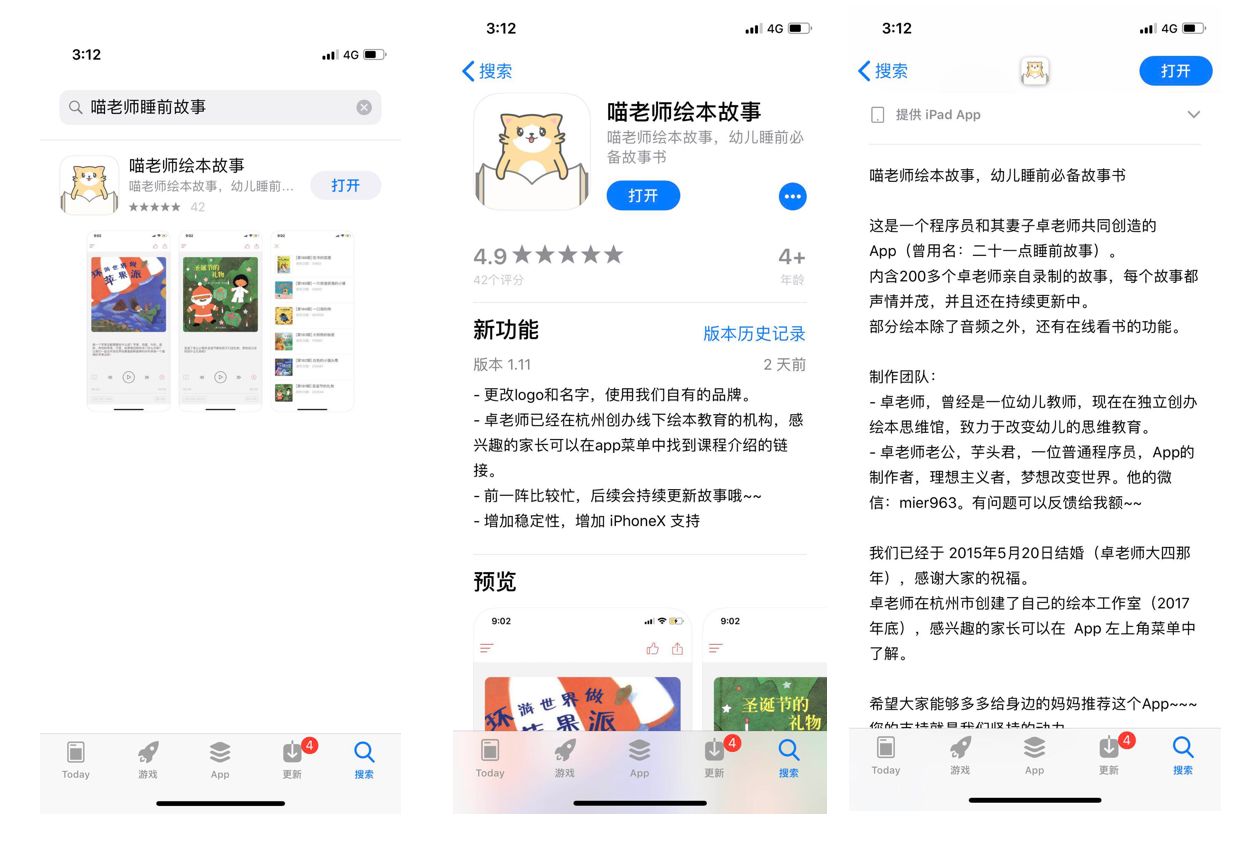 3:12
4G
喵老师睡前故事
喵老师绘本故事
喵老师绘本故事，幼儿睡前...
打开
42
9:02
9:02
9:02
环游世界做
苹果派
圣诞节的
礼物
Today
游戏
App
4
更新
搜索
3:12
4G
搜索
喵老师绘本故事
喵老师绘本故事，幼儿睡前必
备故事书
打开
4.9
4+
42个评分
年龄
新功能
版本历史记录
版本 1.11
2 天前
- 更改logo和名字，使用我们自有的品牌。
- 卓老师已经在杭州创办线下绘本教育的机构，感
兴趣的家长可以在app菜单中找到课程介绍的链
接。
- 前一阵比较忙，后续会持续更新故事哦~~
- 增加稳定性，增加 iPhoneX 支持
预览
9:02
9:02
环游世界做
苹果派
圣诞节的
礼物
Today
游戏
App
4
更新
搜索
3:12
4G
搜索
打开
提供 iPad App
喵老师绘本故事，幼儿睡前必备故事书
这是一个程序员和其妻子卓老师共同创造的
App（曾用名：二十一点睡前故事）。
内含200多个卓老师亲自录制的故事，每个故事都
声情并茂，并且还在持续更新中。
部分绘本除了音频之外，还有在线看书的功能。
制作团队：
- 卓老师，曾经是一位幼儿教师，现在在独立创办
绘本思维馆，致力于改变幼儿的思维教育。
- 卓老师老公，芋头君，一位普通程序员，App的
制作者，理想主义者，梦想改变世界。他的微
信：mier963。有问题可以反馈给我额~~
我们已经于 2015年5月20日结婚（卓老师大四那
年），感谢大家的祝福。
卓老师在杭州市创建了自己的绘本工作室（2017
年底），感兴趣的家长可以在 App 左上角菜单中
了解。
希望大家能够多多给身边的妈妈推荐这个App~~~
您的支持就是我们坚持的动力
Today
游戏
App
4
更新
搜索